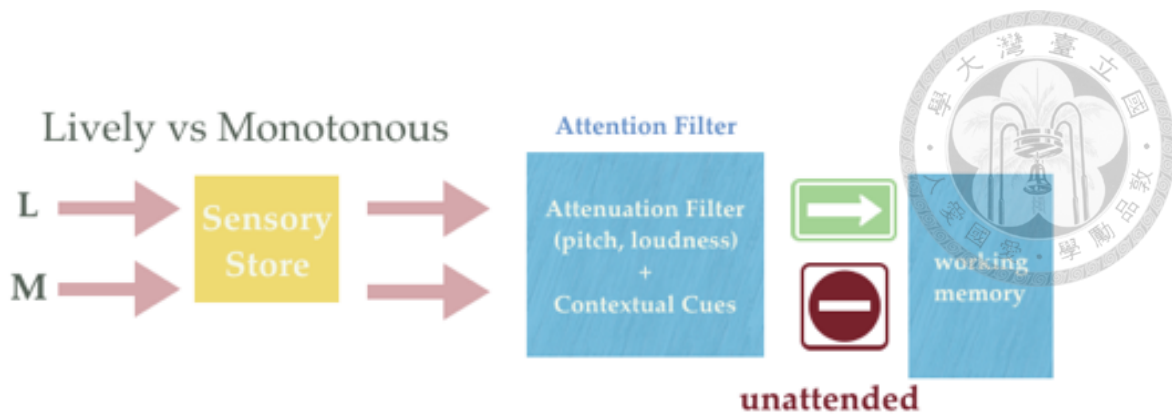 Lively vs Monotonous
Attention Filter
L
M
Sensory
Store
Attenuation Filter
(pitch, loudness)
+
Contextual Cues
working
memory
unattended